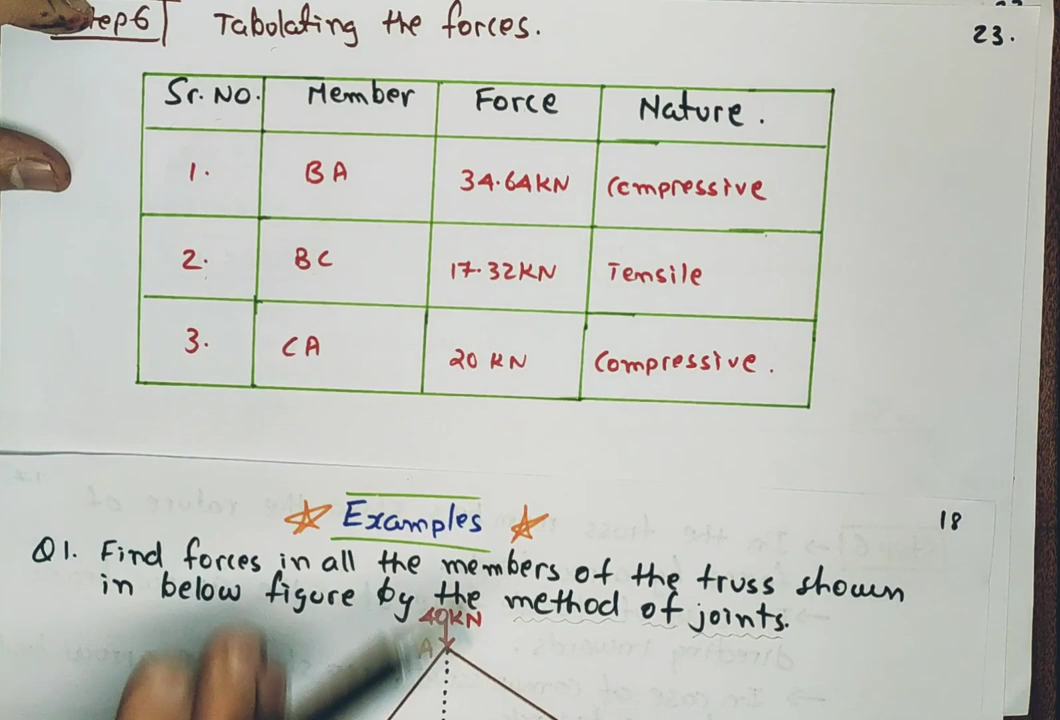 Step 6 Tabolating the forces.
23.
Sr. No. Member Force Nature.
1. BA 34.64KN Compressive
2. BC 17.32KN Tensile
3. CA 20 KN Compressive.
Examples
18
Q1. Find forces in all the members of the truss shown
in below figure by the method of joints.
40KN
A